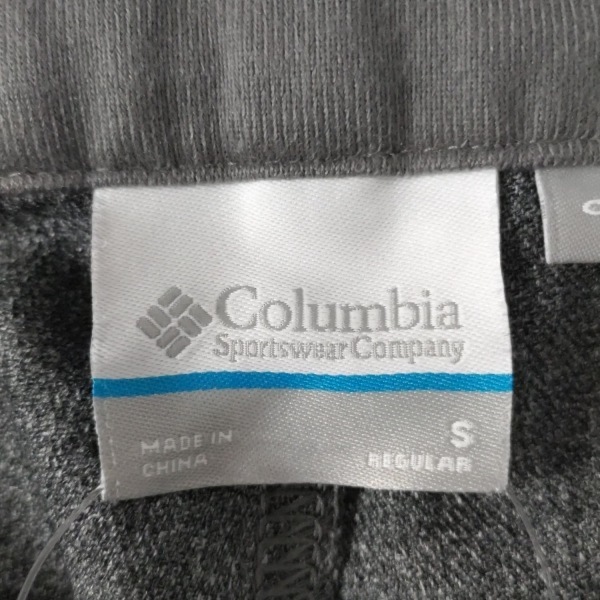 Columbia
Sportswear Company
MADE IN
CHINA
S
REGULAR